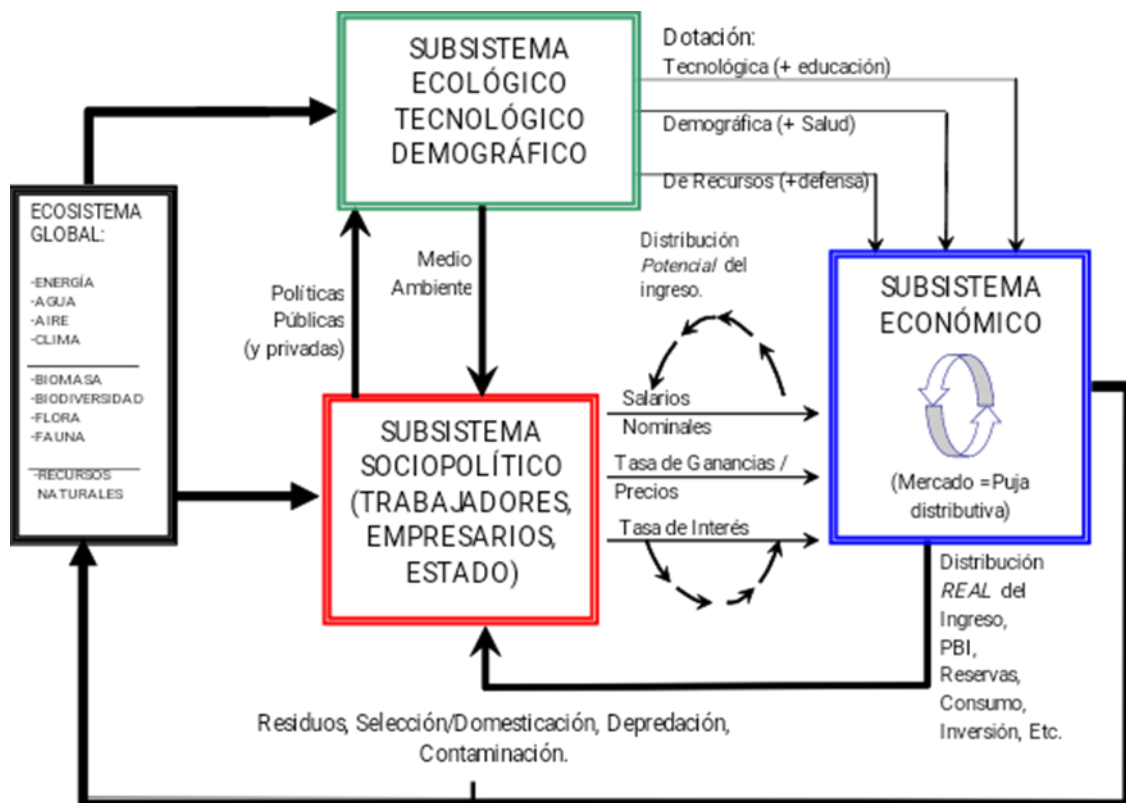 SUBSISTEMA
ECOLÓGICO
TECNOLÓGICO
DEMOGRÁFICO
Dotación:
Tecnológica (+ educación)
Demográfica (+ Salud)
De Recursos (+defensa)
ECOSISTEMA
GLOBAL:
-ENERGÍA
-AGUA
-AIRE
-CLIMA
-BIOMASA
-BIODIVERSIDAD
-FLORA
-FAUNA
-RECURSOS
NATURALES
Políticas
Públicas
(y privadas)
Medio
Ambiente
Distribución
Potencial del
ingreso.
SUBSISTEMA
ECONÓMICO
(Mercado =Puja
distributiva)
SUBSISTEMA
SOCIOPOLÍTICO
(TRABAJADORES,
EMPRESARIOS,
ESTADO)
Salarios
Nominales
Tasa de Ganancias /
Precios
Tasa de Interés
Distribución
REAL del
Ingreso,
PBI,
Reservas,
Consumo,
Inversión, Etc.
Residuos, Selección/Domesticación, Depredación,
Contaminación.